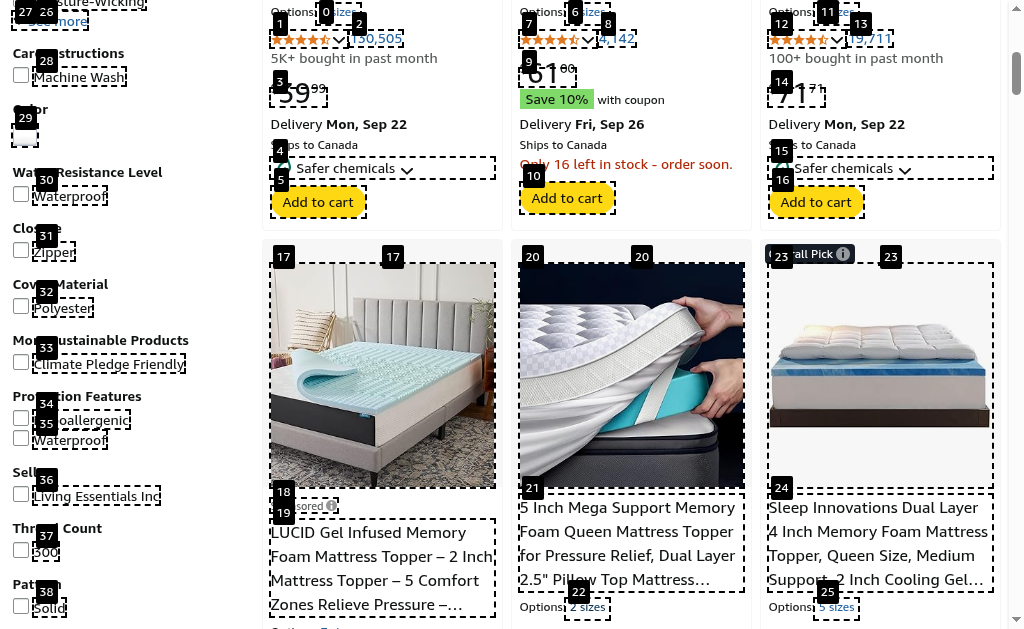 27 26
See more
Care Instructions
28
Machine Wash
Color
29
Water Resistance Level
30
Waterproof
Closure
31
Zipper
Cover Material
32
Polyester
More Sustainable Products
33
Climate Pledge Friendly
Protection Features
34
Hypoallergenic
35
Waterproof
Seller
36
Living Essentials Inc
Thread Count
37
300
Pattern
38
Solid
Options:
0
sizes
1
2
130,505
5K+ bought in past month
3
59 99
Delivery Mon, Sep 22
Ships to Canada
4
Safer chemicals
5
Add to cart
Options:
6
sizes
7
8
4,142
9
61 00
Save 10% with coupon
Delivery Fri, Sep 26
Ships to Canada
Only 16 left in stock - order soon.
10
Add to cart
Options:
11
sizes
12
13
19,711
100+ bought in past month
14
71 71
Delivery Mon, Sep 22
Ships to Canada
15
Safer chemicals
16
Add to cart
17 17
18
Sponsored
19
LUCID Gel Infused Memory
Foam Mattress Topper – 2 Inch
Mattress Topper – 5 Comfort
Zones Relieve Pressure –…
20 20
21
5 Inch Mega Support Memory
Foam Queen Mattress Topper
for Pressure Relief, Dual Layer
2.5" Pillow Top Mattress…
22
Options: 2 sizes
Overall Pick
23 23
24
Sleep Innovations Dual Layer
4 Inch Memory Foam Mattress
Topper, Queen Size, Medium
Support, 2 Inch Cooling Gel…
25
Options: 5 sizes